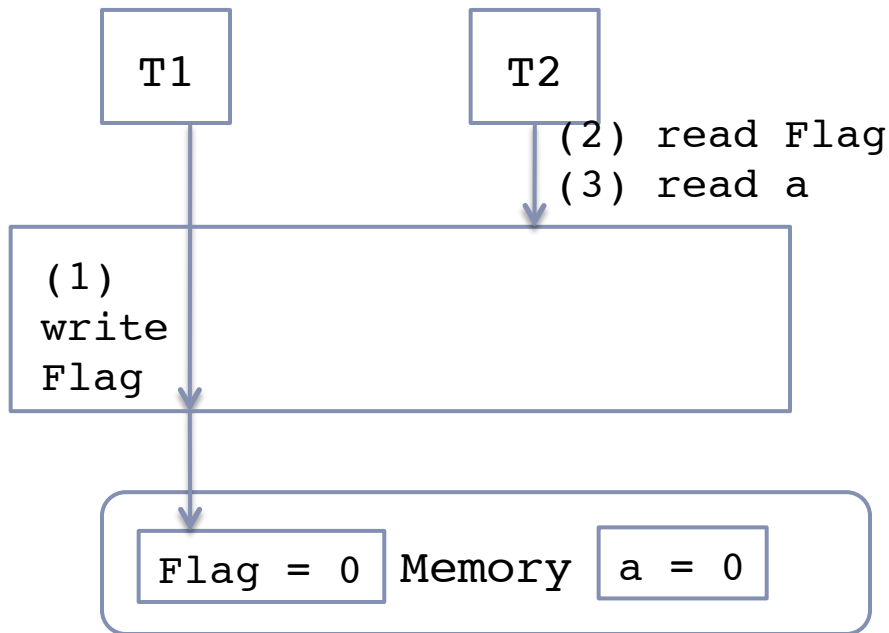 T1
T2
(2) read Flag
(3) read a
(1)
write
Flag
Flag = 0
Memory
a = 0